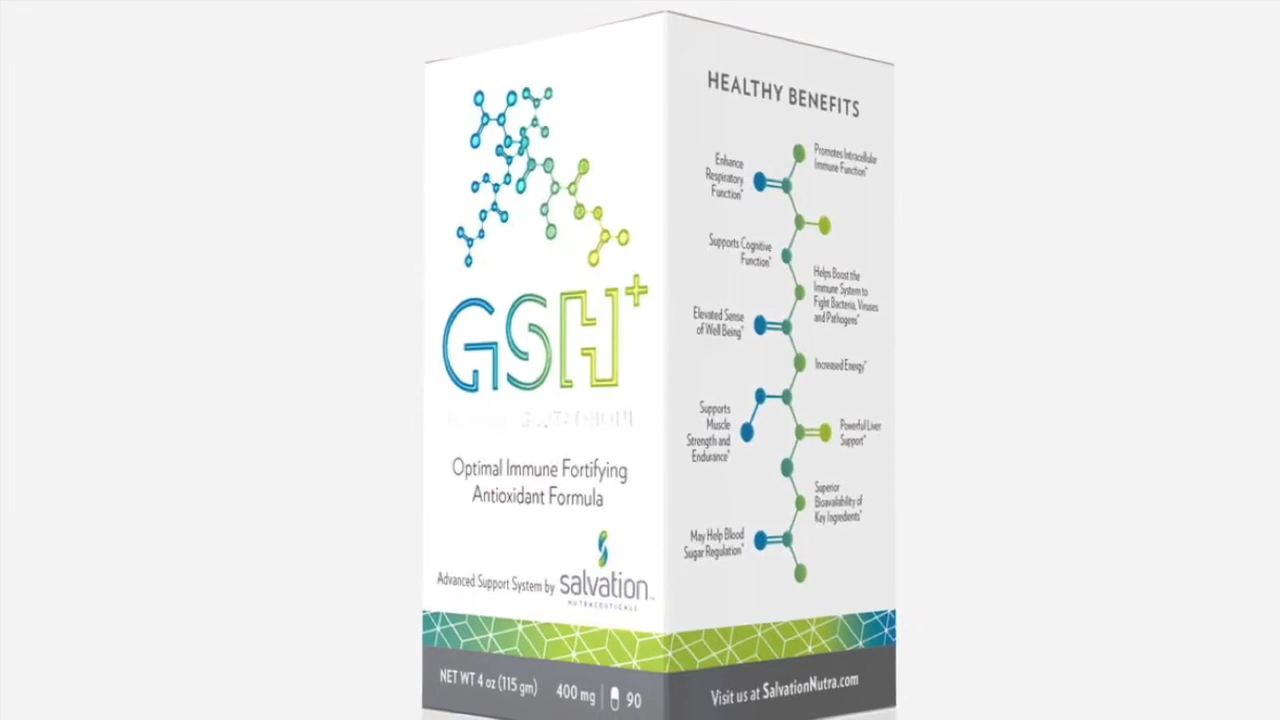 GSH+
Optimal Immune Fortifying
Antioxidant Formula
Advanced Support System by salvation
NUTRACEUTICALS
NET WT 4 oz (115 gm) 400 mg | 90
HEALTHY BENEFITS
Promotes Intracellular
Immune Function*
Enhance
Respiratory
Function*
Supports Cognitive
Function*
Helps Boost the
Immune System to
Fight Bacteria, Viruses
and Pathogens*
Elevated Sense
of Well Being*
Increased Energy*
Supports
Muscle
Strength and
Endurance*
Powerful Liver
Support*
Superior
Bioavailability of
Key Ingredients*
May Help Blood
Sugar Regulation*
Visit us at SalvationNutra.com